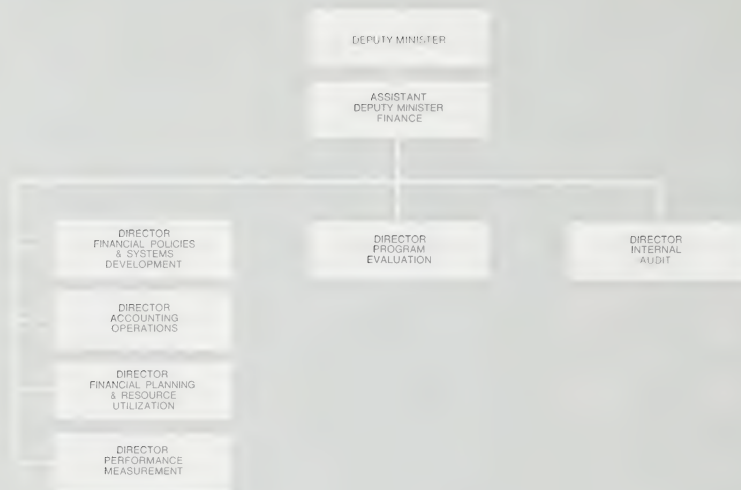 DEPUTY MINISTER
ASSISTANT
DEPUTY MINISTER
FINANCE
DIRECTOR
FINANCIAL POLICIES
& SYSTEMS
DEVELOPMENT
DIRECTOR
PROGRAM
EVALUATION
DIRECTOR
INTERNAL
AUDIT
DIRECTOR
ACCOUNTING
OPERATIONS
DIRECTOR
FINANCIAL PLANNING
& RESOURCE
UTILIZATION
DIRECTOR
PERFORMANCE
MEASUREMENT